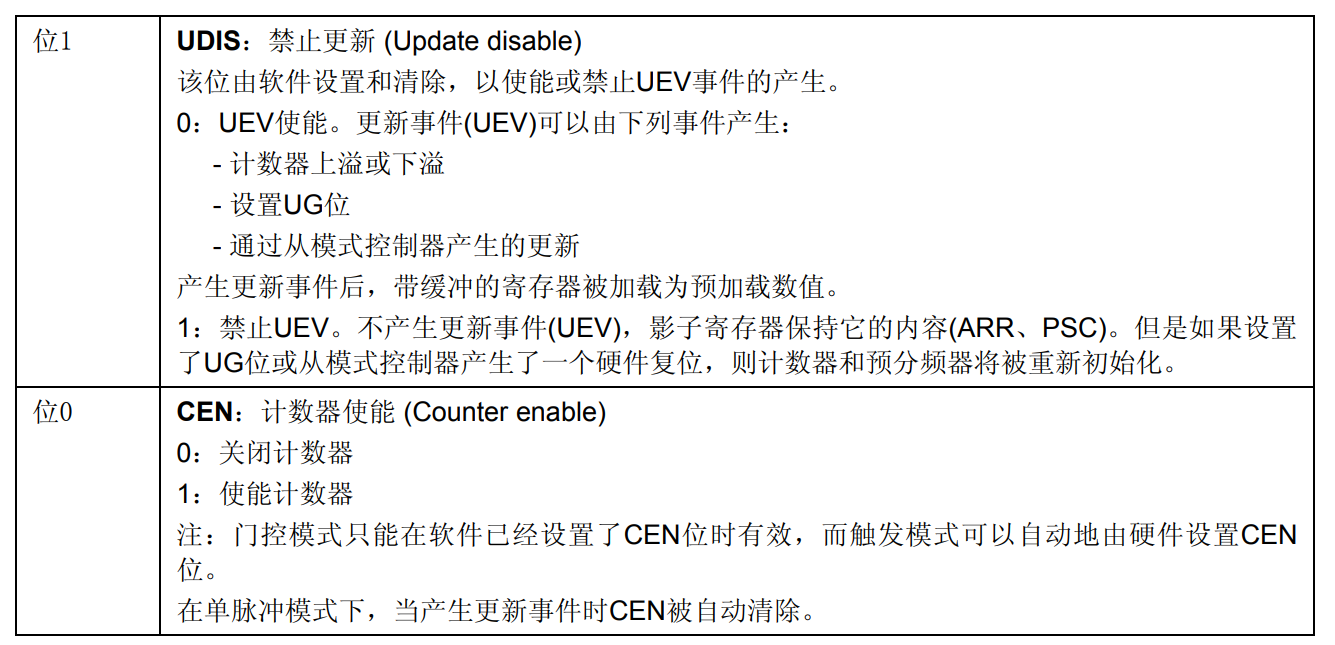 位1
UDIS：禁止更新 (Update disable)
该位由软件设置和清除，以使能或禁止UEV事件的产生。
0：UEV使能。更新事件(UEV)可以由下列事件产生：
- 计数器上溢或下溢
- 设置UG位
- 通过从模式控制器产生的更新
产生更新事件后，带缓冲的寄存器被加载为预加载数值。
1：禁止UEV。不产生更新事件(UEV)，影子寄存器保持它的内容(ARR、PSC)。但是如果设置
了UG位或从模式控制器产生了一个硬件复位，则计数器和预分频器将被重新初始化。
位0
CEN：计数器使能 (Counter enable)
0：关闭计数器
1：使能计数器
注：门控模式只能在软件已经设置了CEN位时有效，而触发模式可以自动地由硬件设置CEN
位。
在单脉冲模式下，当产生更新事件时CEN被自动清除。